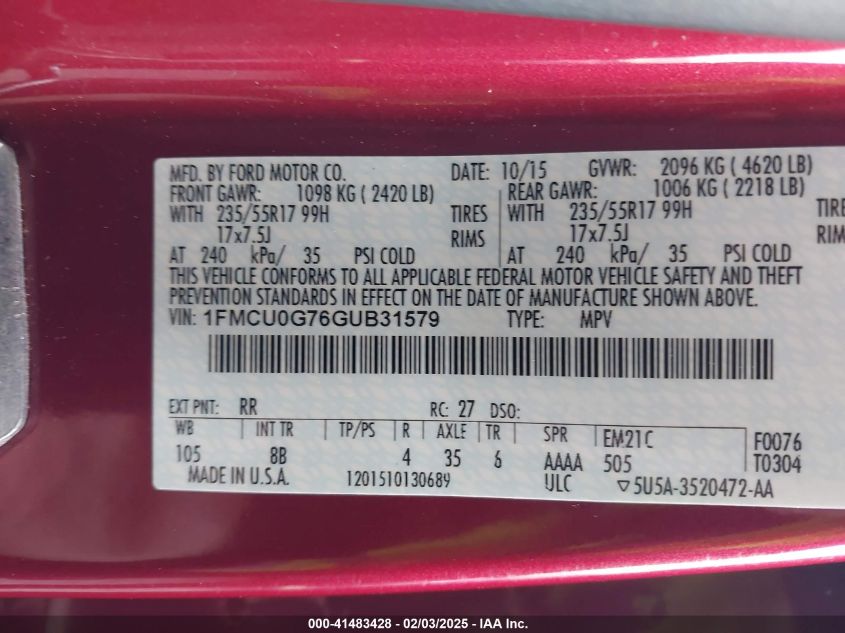 MFD. BY FORD MOTOR CO. DATE: 10/15 GVWR: 2096 KG ( 4620 LB)
FRONT GAWR: 1098 KG ( 2420 LB) REAR GAWR: 1006 KG ( 2218 LB)
WITH 235/55R17 99H TIRES WITH 235/55R17 99H TIRE
17x7.5J RIMS 17x7.5J RIM
AT 240 kPa/ 35 PSI COLD AT 240 kPa/ 35 PSI COLD
THIS VEHICLE CONFORMS TO ALL APPLICABLE FEDERAL MOTOR VEHICLE SAFETY AND THEFT
PREVENTION STANDARDS IN EFFECT ON THE DATE OF MANUFACTURE SHOWN ABOVE.
VIN: 1FMCU0G76GUB31579 TYPE: MPV
EXT PNT: RR RC: 27 DSO:
WB INT TR TP/PS R AXLE TR SPR EM21C F0076
105 8B 4 35 6 AAAA 505 T0304
MADE IN U.S.A. 1201510130689 ULC ▽5U5A-3520472-AA
000-41483428 - 02/03/2025 - IAA Inc.